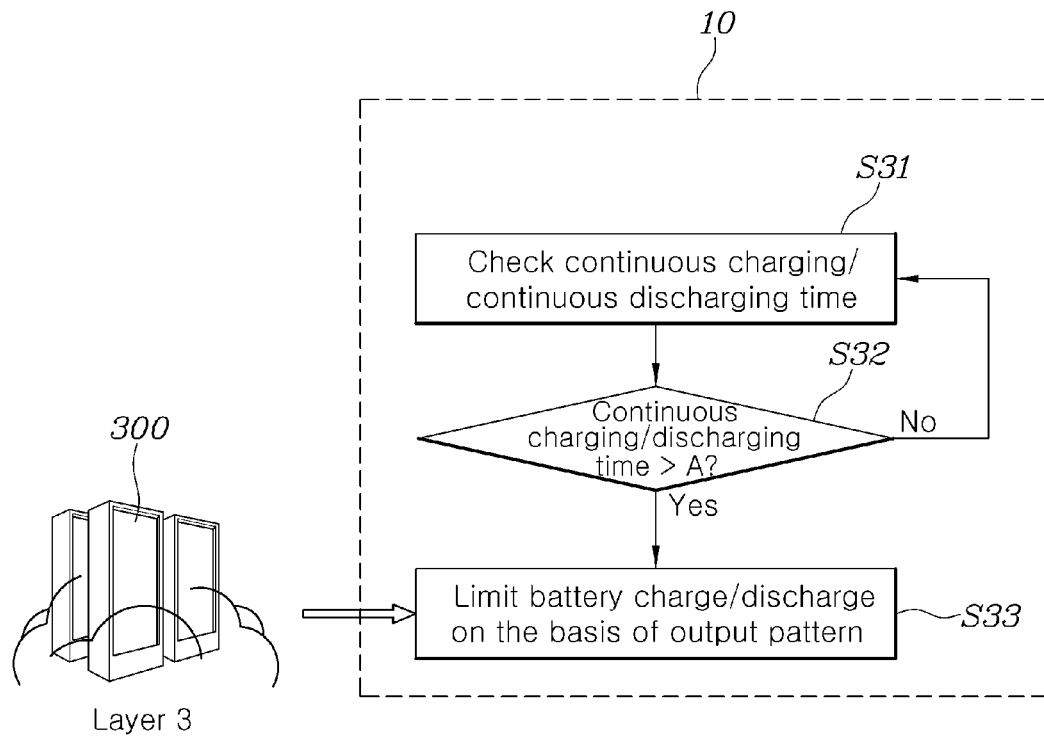 10
S31
Check continuous charging/
continuous discharging time
S32
Continuous
charging/discharging
time > A?
No
Yes
300
Limit battery charge/discharge
on the basis of output pattern
S33
Layer 3